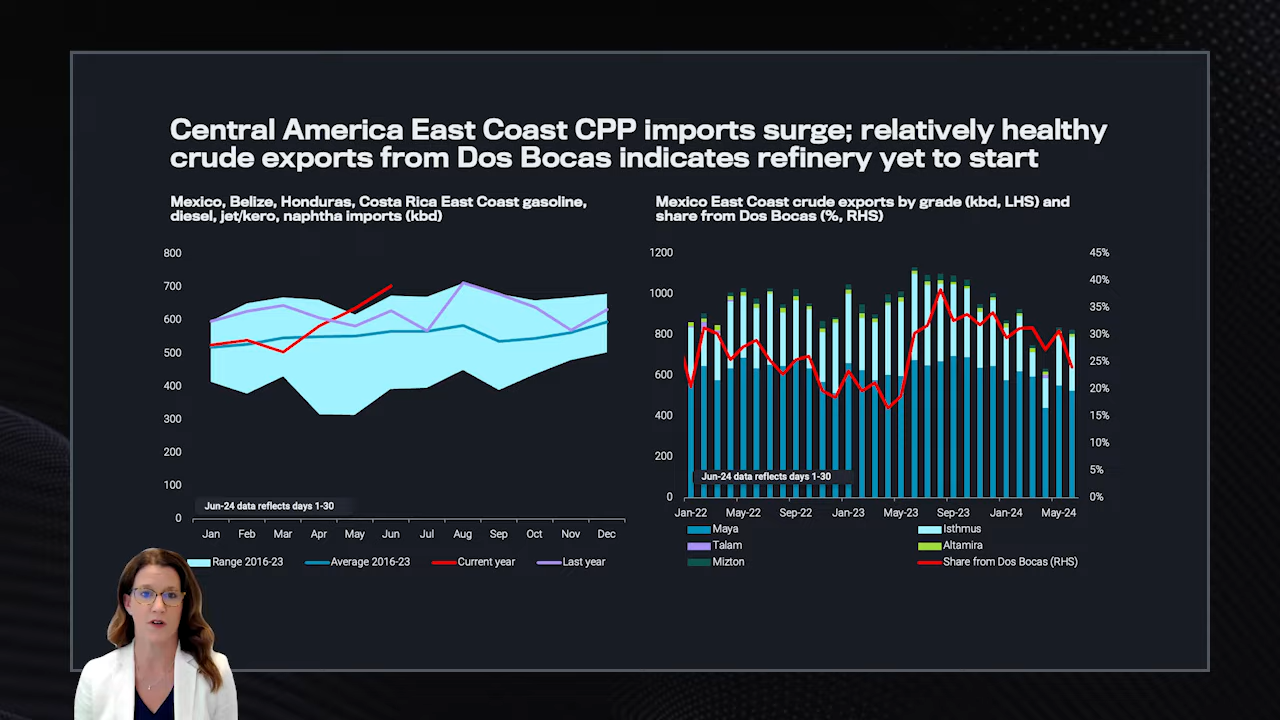 Central America East Coast CPP imports surge; relatively healthy
crude exports from Dos Bocas indicates refinery yet to start
Mexico, Belize, Honduras, Costa Rica East Coast gasoline,
diesel, jet/kero, naphtha imports (kbd)
800
700
600
500
400
300
200
100
0
Jun-24 data reflects days 1-30
Jan Feb Mar Apr May Jun Jul Aug Sep Oct Nov Dec
Range 2016-23 Average 2016-23 Current year Last year
Mexico East Coast crude exports by grade (kbd, LHS) and
share from Dos Bocas (%, RHS)
1200
1000
800
600
400
200
0
45%
40%
35%
30%
25%
20%
15%
10%
5%
0%
Jun-24 data reflects days 1-30
Jan-22 May-22 Sep-22 Jan-23 May-23 Sep-23 Jan-24 May-24
Maya Isthmus
Talam Altamira
Mizton Share from Dos Bocas (RHS)